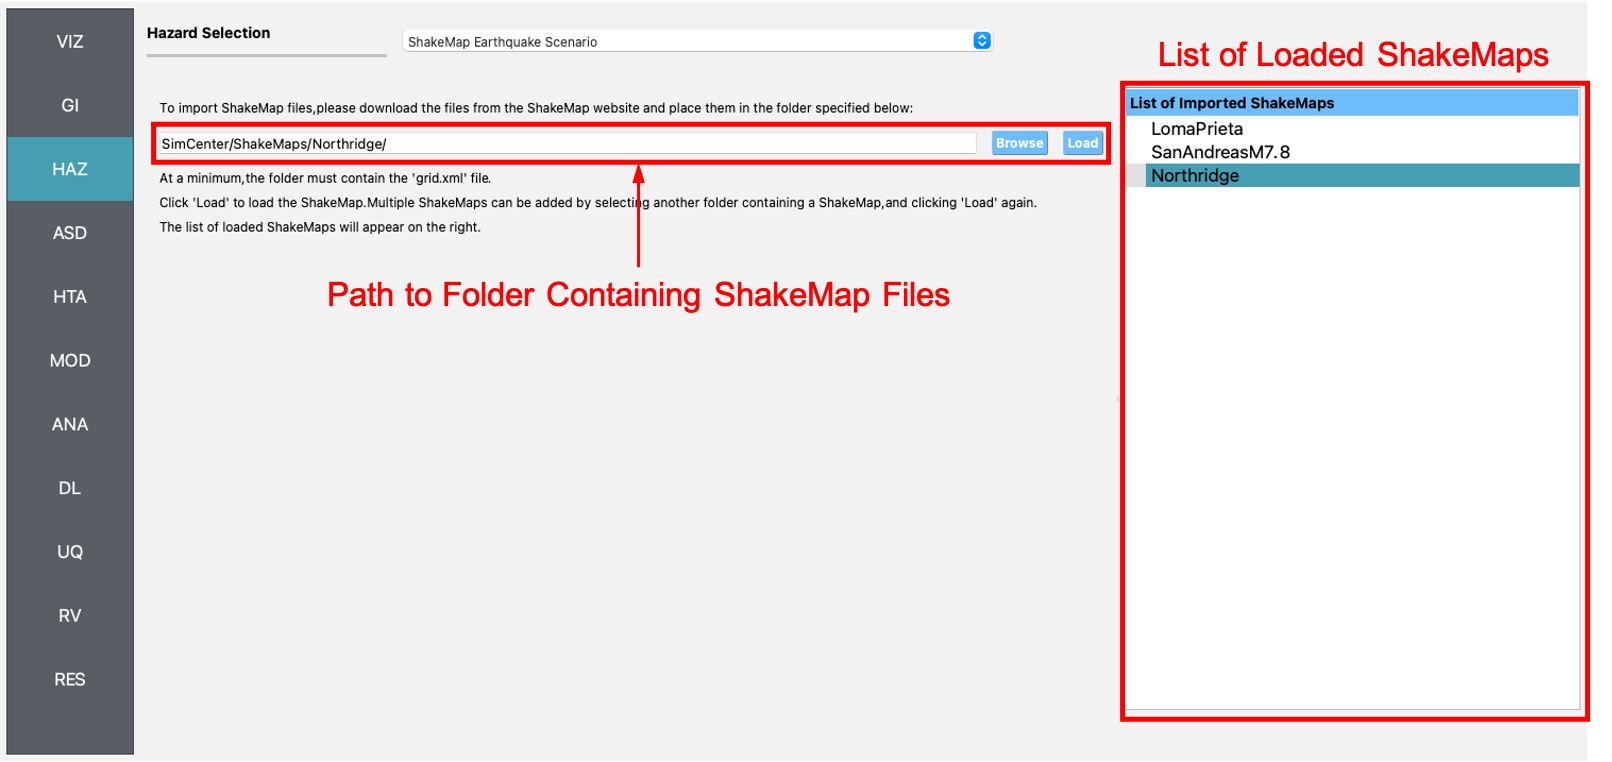 VIZ
GI
HAZ
ASD
HTA
MOD
ANA
DL
UQ
RV
RES
Hazard Selection
ShakeMap Earthquake Scenario
To import ShakeMap files,please download the files from the ShakeMap website and place them in the folder specified below:
SimCenter/ShakeMaps/Northridge/
Browse
Load
At a minimum,the folder must contain the 'grid.xml' file.
Click 'Load' to load the ShakeMap.Multiple ShakeMaps can be added by selecting another folder containing a ShakeMap,and clicking 'Load' again.
The list of loaded ShakeMaps will appear on the right.
Path to Folder Containing ShakeMap Files
List of Loaded ShakeMaps
List of Imported ShakeMaps
LomaPrieta
SanAndreasM7.8
Northridge